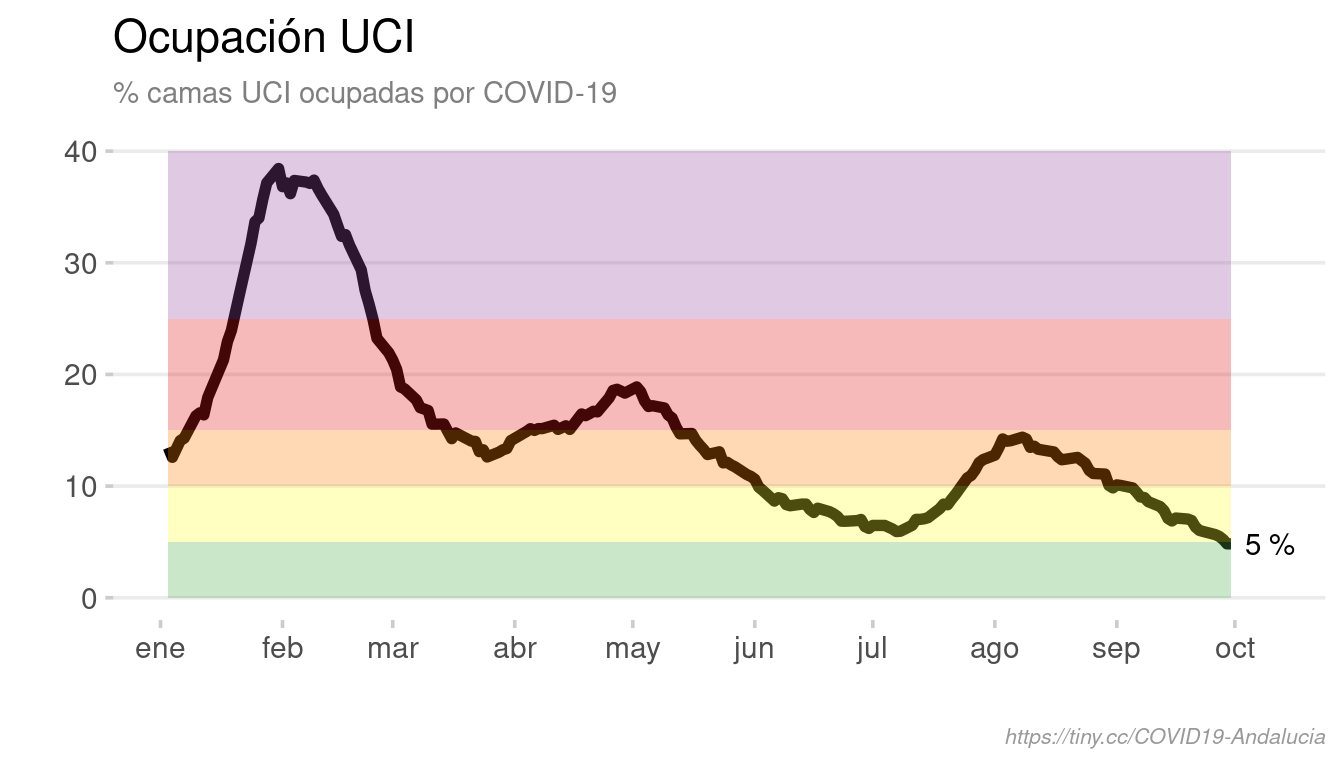 Ocupación UCI
% camas UCI ocupadas por COVID-19
40
30
20
10
0
5 %
ene feb mar abr may jun jul ago sep oct
https://tiny.cc/COVID19-Andalucia